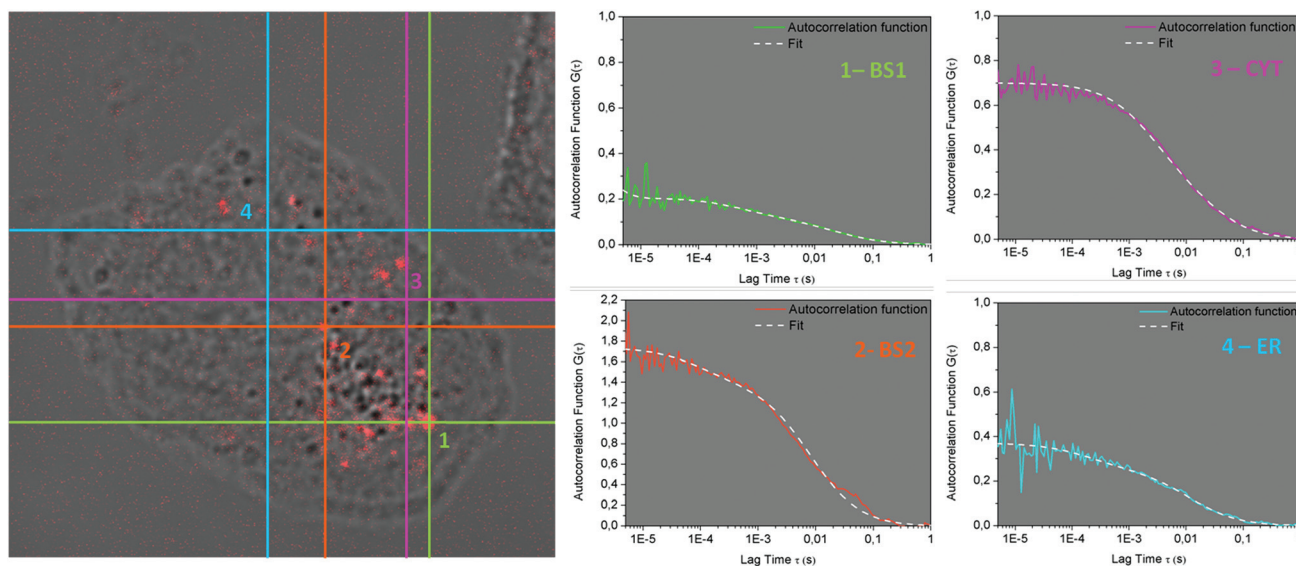 4
3
2
1
Autocorrelation function
Fit
1– BS1
Autocorrelation Function G(τ)
1,0
0,8
0,6
0,4
0,2
0,0
1E-5 1E-4 1E-3 0,01 0,1 1
Lag Time τ (s)
Autocorrelation function
Fit
3 – CYT
Autocorrelation Function G(τ)
1,0
0,8
0,6
0,4
0,2
0,0
1E-5 1E-4 1E-3 0,01 0,1 1
Lag Time τ (s)
Autocorrelation function
Fit
2- BS2
Autocorrelation Function G(τ)
2,2
2,0
1,8
1,6
1,4
1,2
1,0
0,8
0,6
0,4
0,2
0,0
1E-5 1E-4 1E-3 0,01 0,1 1
Lag Time τ (s)
Autocorrelation function
Fit
4 – ER
Autocorrelation Function G(τ)
1,0
0,8
0,6
0,4
0,2
0,0
1E-5 1E-4 1E-3 0,01 0,1 1
Lag Time τ (s)